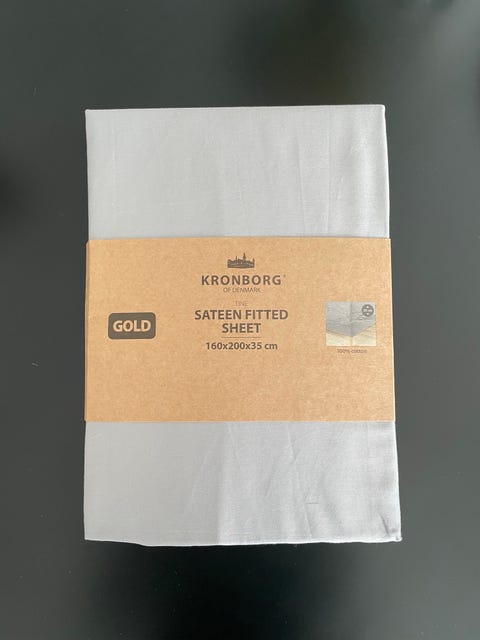 KRONBORG®
OF DENMARK
TINE
SATEEN FITTED
SHEET
160x200x35 cm
GOLD
100% cotton